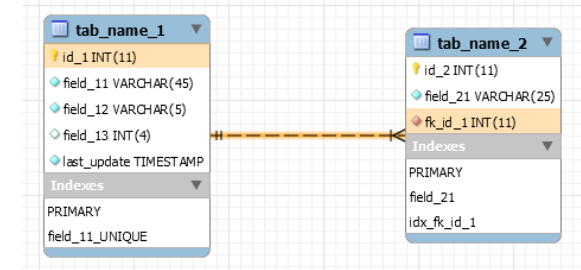 tab_name_1
id_1 INT(11)
field_11 VARCHAR(45)
field_12 VARCHAR(5)
field_13 INT(4)
last_update TIMESTAMP
Indexes
PRIMARY
field_11_UNIQUE
tab_name_2
id_2 INT(11)
field_21 VARCHAR(25)
fk_id_1 INT(11)
Indexes
PRIMARY
field_21
idx_fk_id_1